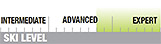 INTERMEDIATE ADVANCED EXPERT
SKI LEVEL